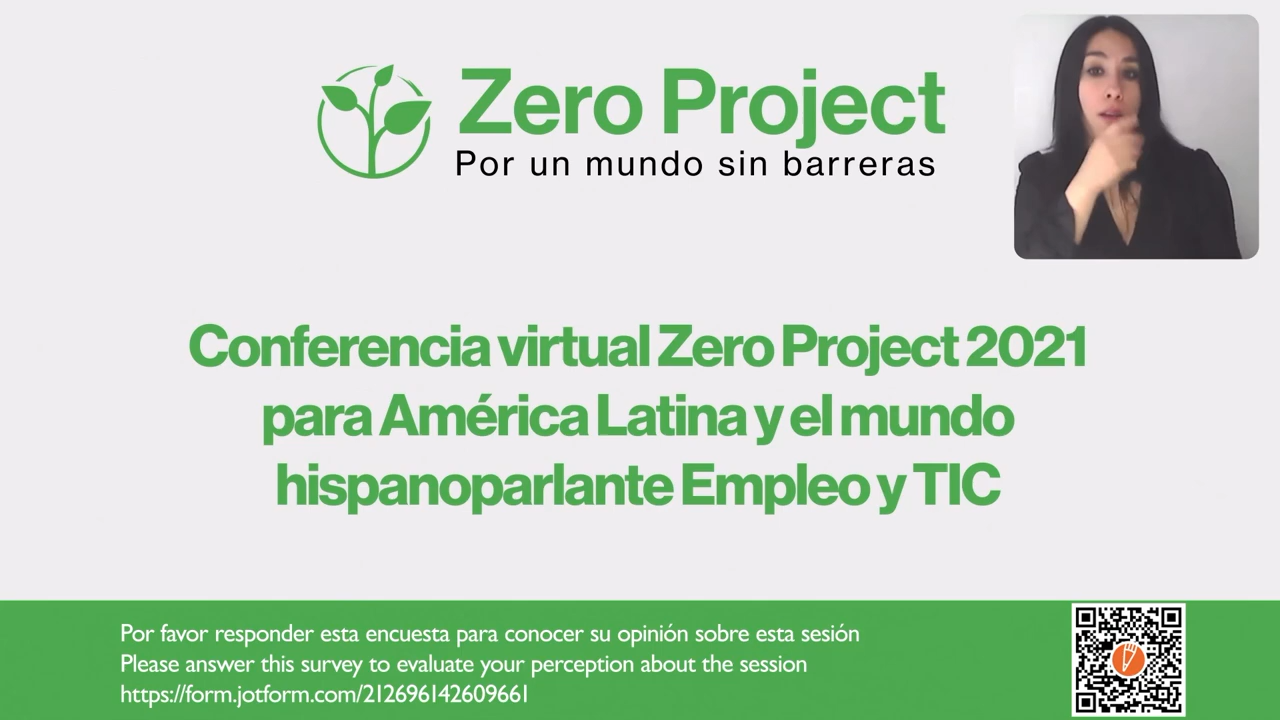 Zero Project
Por un mundo sin barreras
Conferencia virtual Zero Project 2021
para América Latina y el mundo
hispanoparlante Empleo y TIC
Por favor responder esta encuesta para conocer su opinión sobre esta sesión
Please answer this survey to evaluate your perception about the session
https://form.jotform.com/212696142609661